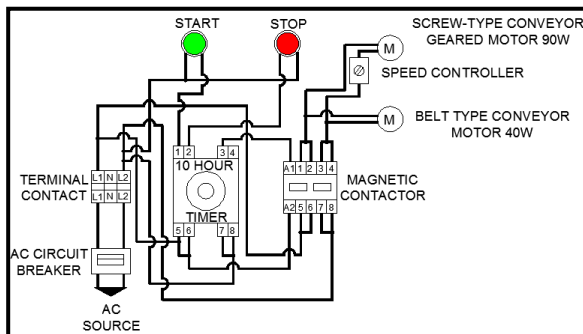 START
STOP
SCREW-TYPE CONVEYOR
GEARED MOTOR 90W
M
SPEED CONTROLLER
M
BELT TYPE CONVEYOR
MOTOR 40W
1 2 3 4
10 HOUR
TIMER
5 6 7 8
A1 1 2 3 4
A2 5 6 7 8
MAGNETIC
CONTACTOR
TERMINAL
CONTACT
L1 N L2
L1 N L2
AC CIRCUIT
BREAKER
AC
SOURCE